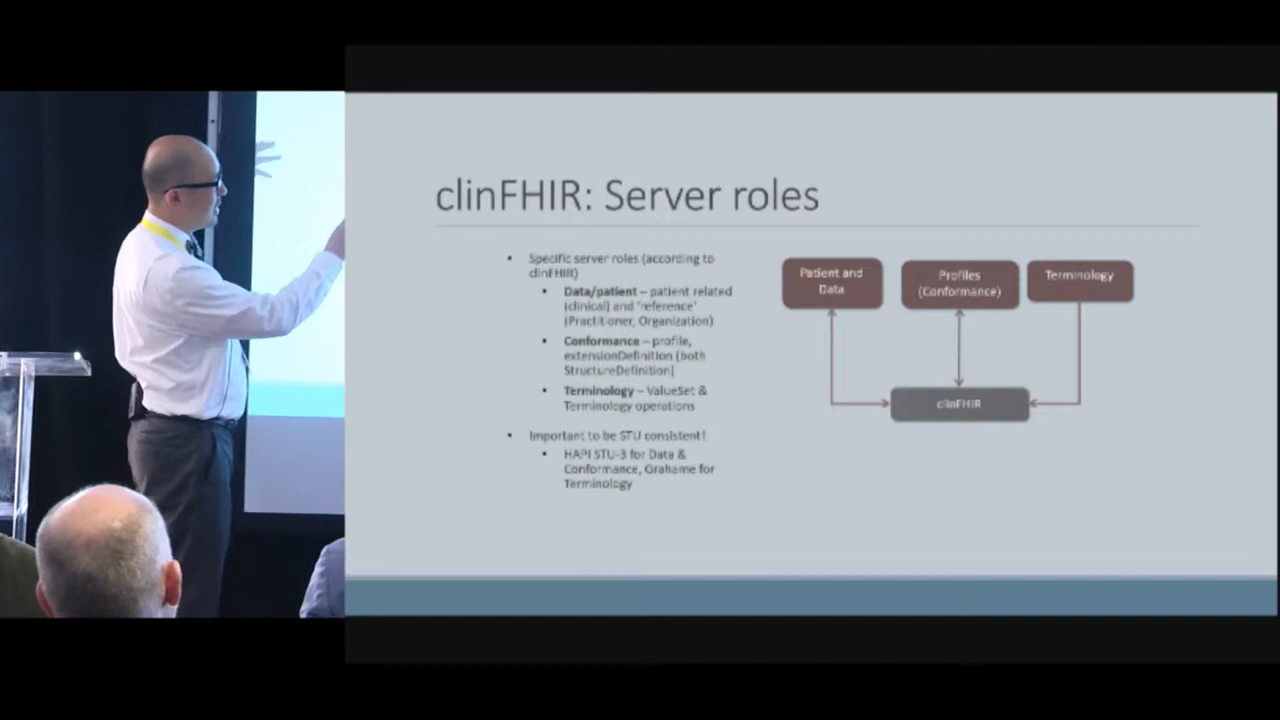 clinFHIR: Server roles
• Specific server roles (according to
clinFHIR)
• Data/patient – patient related
(clinical) and 'reference'
(Practitioner, Organization)
• Conformance – profile,
extensionDefinition (both
StructureDefinition)
• Terminology – ValueSet &
Terminology operations
• Important to be STU consistent!
• HAPI STU-3 for Data &
Conformance, Grahame for
Terminology
Patient and
Data
Profiles
(Conformance)
Terminology
clinFHIR